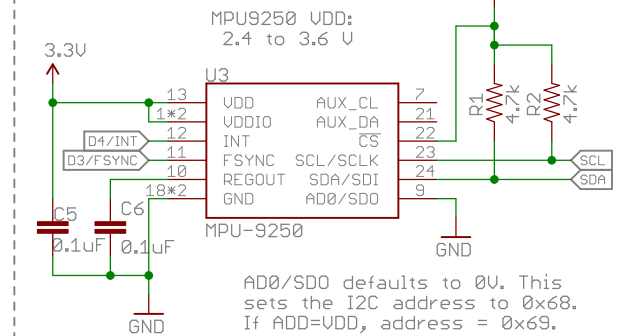 MPU9250 VDD:
2.4 to 3.6 V
3.3V
U3
13 VDD AUX_CL 7
1*2 VDDIO AUX_DA 21
D4/INT 12 INT CS 22
D3/FSYNC 11 FSYNC SCL/SCLK 23 SCL
10 REGOUT SDA/SDI 24 SDA
18*2 GND AD0/SDO 9
R1
4.7k
R2
4.7k
C5
0.1uF
C6
0.1uF
MPU-9250
GND
GND
AD0/SDO defaults to 0V. This
sets the I2C address to 0x68.
If ADD=VDD, address = 0x69.